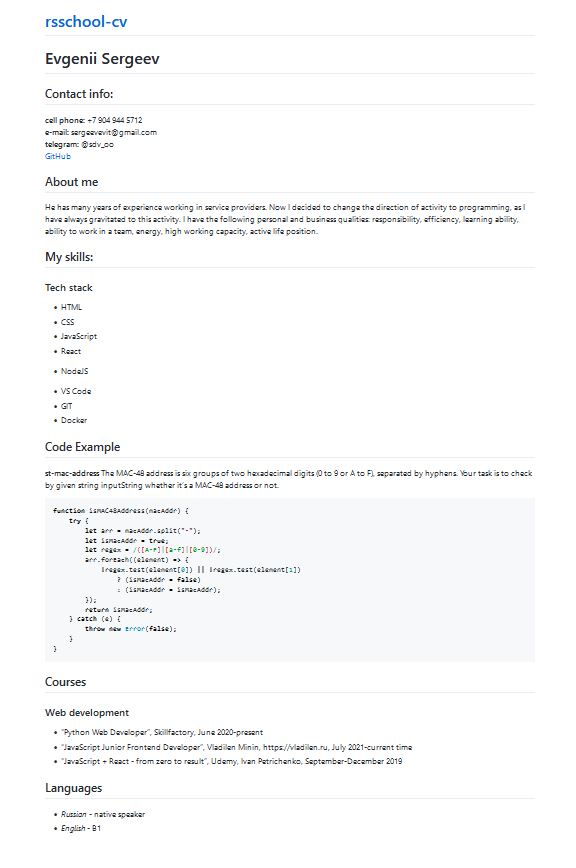 rsschool-cv
Evgenii Sergeev
Contact info:
cell phone: +7 904 944 5712
e-mail: sergeevevit@gmail.com
telegram: @sdv_oo
GitHub
About me
He has many years of experience working in service providers. Now I decided to change the direction of activity to programming, as I
have always gravitated to this activity. I have the following personal and business qualities: responsibility, efficiency, learning ability,
ability to work in a team, energy, high working capacity, active life position.
My skills:
Tech stack
• HTML
• CSS
• JavaScript
• React
• NodeJS
• VS Code
• GIT
• Docker
Code Example
st-mac-address The MAC-48 address is six groups of two hexadecimal digits (0 to 9 or A to F), separated by hyphens. Your task is to check
by given string inputString whether it's a MAC-48 address or not.
function isMAC48Address(macAddr) {
try {
let arr = macAddr.split("-");
let isMacAddr = true;
let regex = /([A-F]|[a-f]|[0-9])/;
arr.forEach((element) => {
!regex.test(element[0]) || !regex.test(element[1])
? (isMacAddr = false)
: (isMacAddr = isMacAddr);
});
return isMacAddr;
} catch (e) {
throw new Error(false);
}
}
Courses
Web development
• "Python Web Developer", Skillfactory, June 2020-present
• "JavaScript Junior Frontend Developer", Vladilen Minin, https://vladilen.ru, July 2021-current time
• "JavaScript + React - from zero to result", Udemy, Ivan Petrichenko, September-December 2019
Languages
• Russian - native speaker
• English - B1